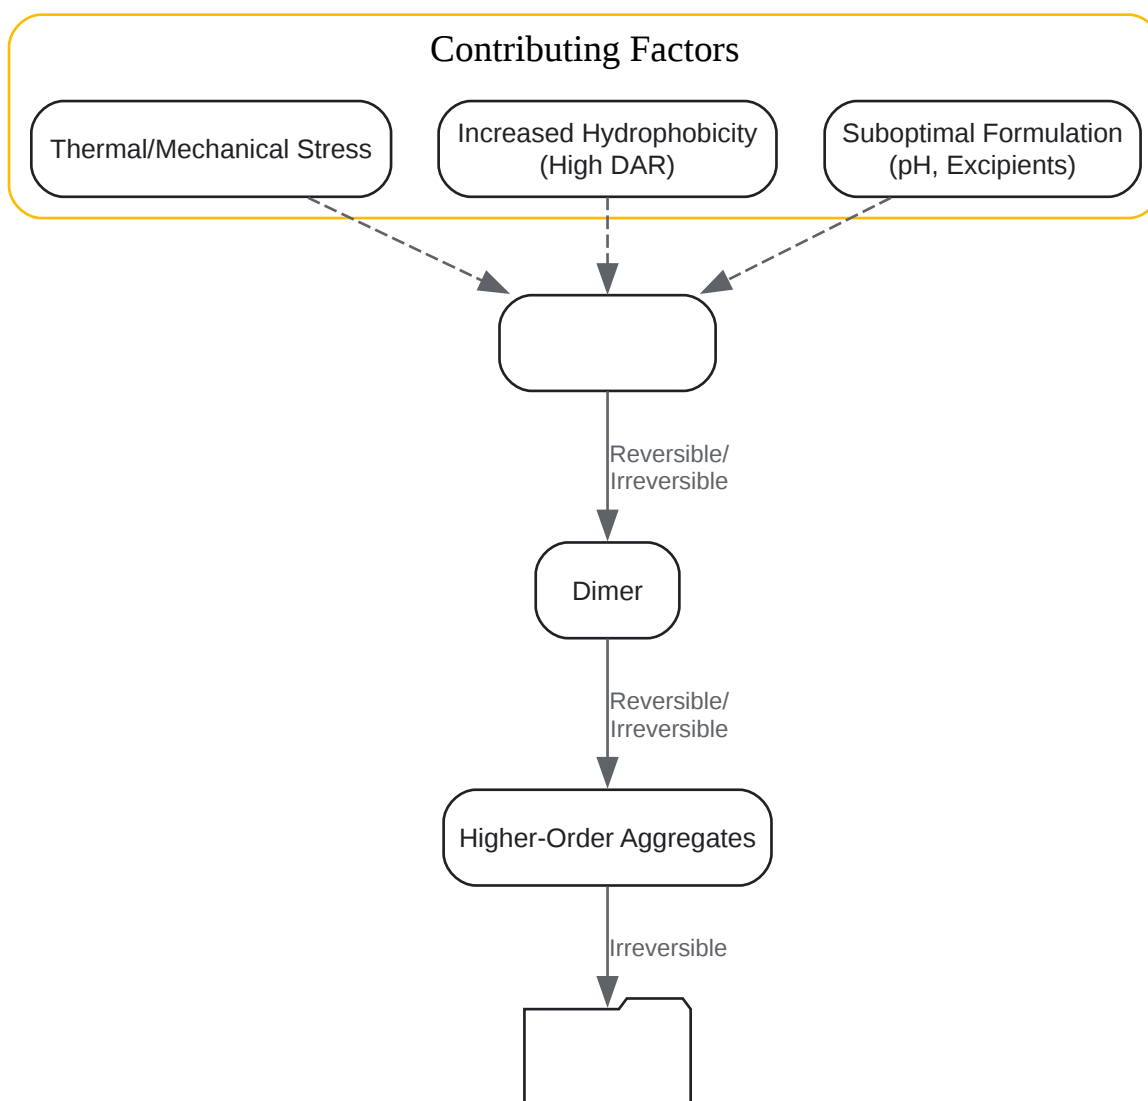 Contributing Factors
Thermal/Mechanical Stress
Increased Hydrophobicity
(High DAR)
Suboptimal Formulation
(pH, Excipients)
Reversible/
Irreversible
Dimer
Reversible/
Irreversible
Higher-Order Aggregates
Irreversible